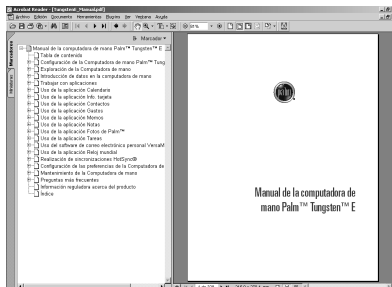 Acrobat Reader - [TungstenE_Manual.pdf]
Archivo Edición Documento Herramientas Plugins Ver Ventana Ayuda
Marcador
Marcadores
Miniaturas
Manual de la computadora de mano Palm™ Tungsten™ E
Tabla de contenido
Configuración de la Computadora de mano Palm™ Tung
Exploración de la Computadora de mano
Introducción de datos en la computadora de mano
Trabajar con aplicaciones
Uso de la aplicación Calendario
Uso de la aplicación Info. tarjeta
Uso de la aplicación Contactos
Uso de la aplicación Gastos
Uso de la aplicación Memos
Uso de la aplicación Notas
Uso de la aplicación Fotos de Palm™
Uso de la aplicación Tareas
Uso del software de correo electrónico personal VersaM
Uso de la aplicación Reloj mundial
Realización de sincronizaciones HotSync®
Configuración de las preferencias de la Computadora de
Mantenimiento de la Computadora de mano
Preguntas más frecuentes
Información reguladora acerca del producto
Índice
palm
Manual de la computadora de
mano Palm™ Tungsten™ E